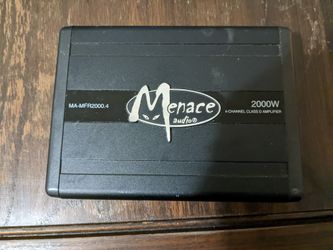 MA-MFR2000.4
Menace
audio®
2000W
4-CHANNEL CLASS D AMPLIFIER